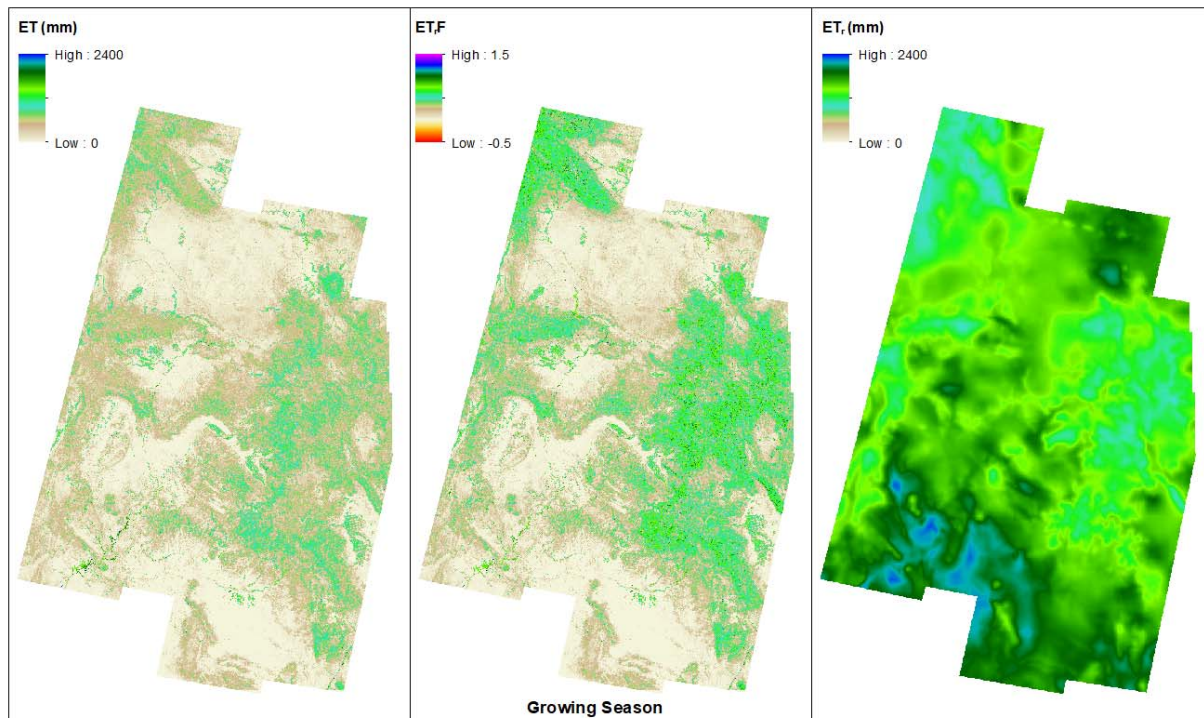 ET (mm)
High : 2400
Low : 0
ETrF
High : 1.5
Low : -0.5
ETr (mm)
High : 2400
Low : 0
Growing Season